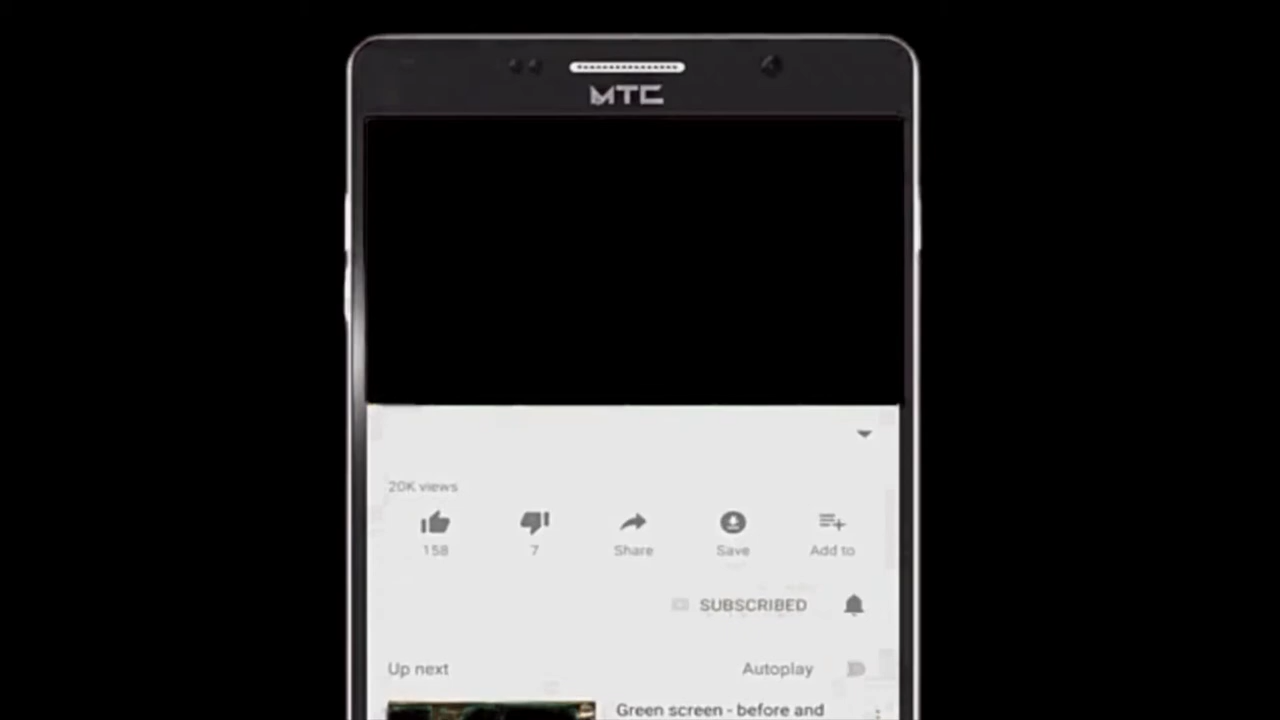 MTC
20K views
158 7 Share Save Add to
SUBSCRIBED
Up next Autoplay
Green screen - before and